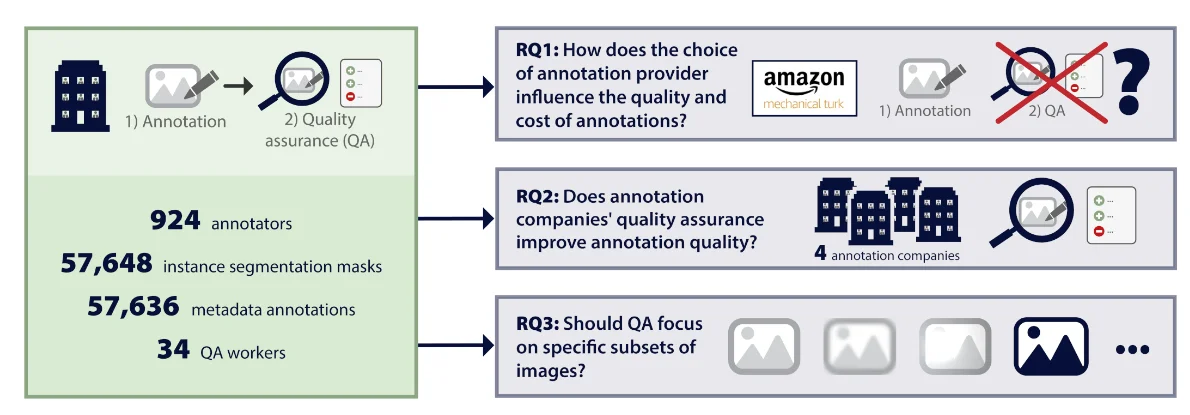 1) Annotation
2) Quality
assurance (QA)
924 annotators
57,648 instance segmentation masks
57,636 metadata annotations
34 QA workers
RQ1: How does the choice
of annotation provider
influence the quality and
cost of annotations?
amazon
mechanical turk
1) Annotation
2) QA
?
RQ2: Does annotation
companies' quality assurance
improve annotation quality?
4 annotation companies
RQ3: Should QA focus
on specific subsets of
images?
...